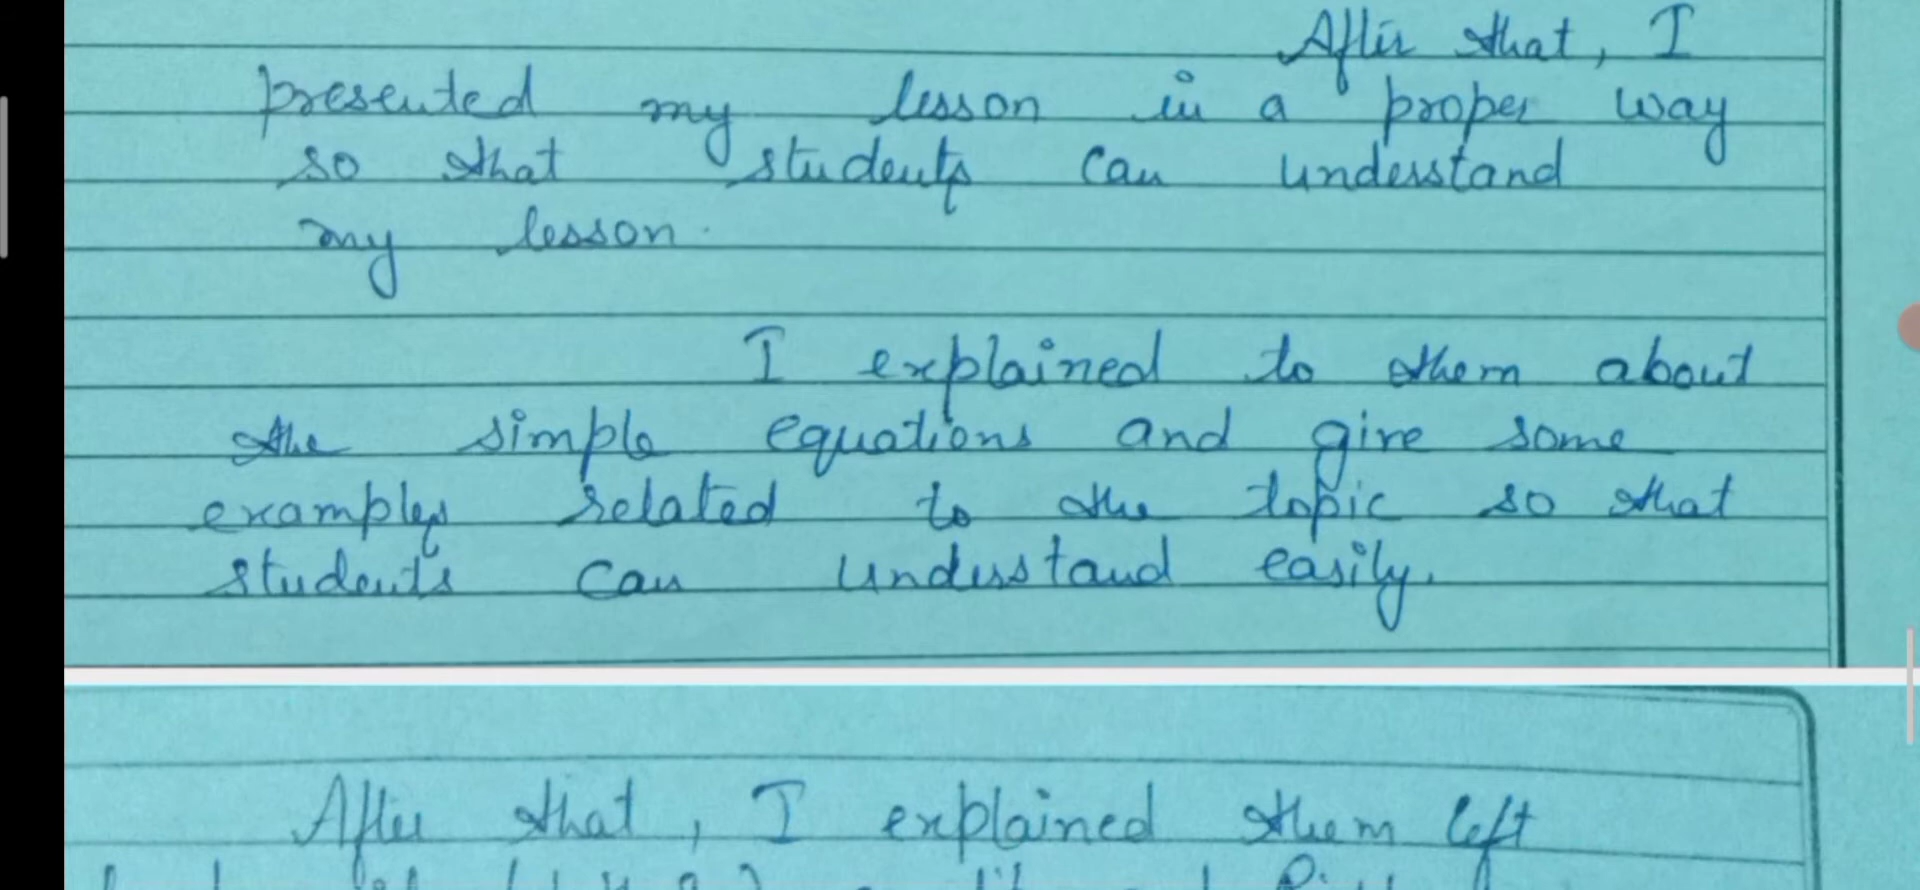 After that, I
presented my lesson in a proper way
so that students can understand
my lesson.
I explained to them about
the simple equations and give some
examples related to the topic so that
students can understand easily.
After that, I explained them left